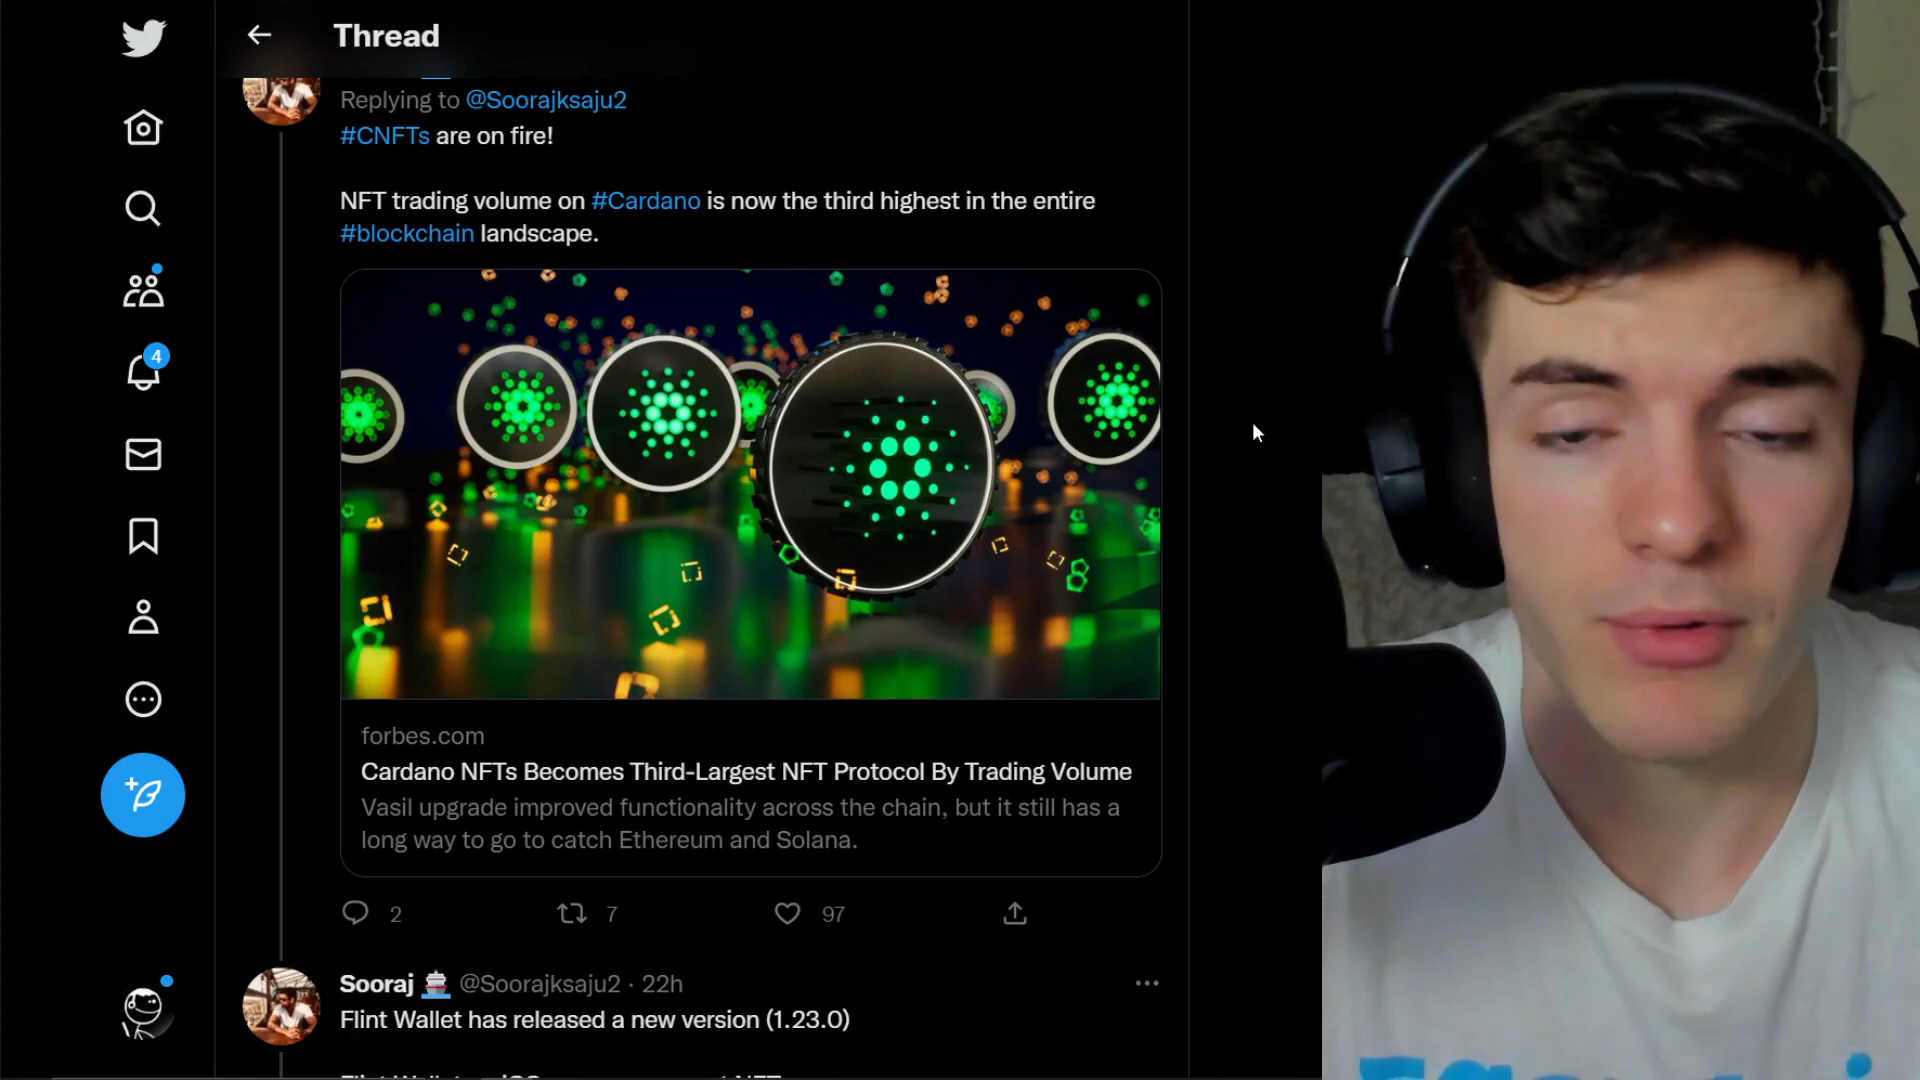 Thread
Replying to @Soorajksaju2
#CNFTs are on fire!
NFT trading volume on #Cardano is now the third highest in the entire
#blockchain landscape.
4
forbes.com
Cardano NFTs Becomes Third-Largest NFT Protocol By Trading Volume
Vasil upgrade improved functionality across the chain, but it still has a
long way to go to catch Ethereum and Solana.
2 7 97
Sooraj @Soorajksaju2 · 22h
Flint Wallet has released a new version (1.23.0)